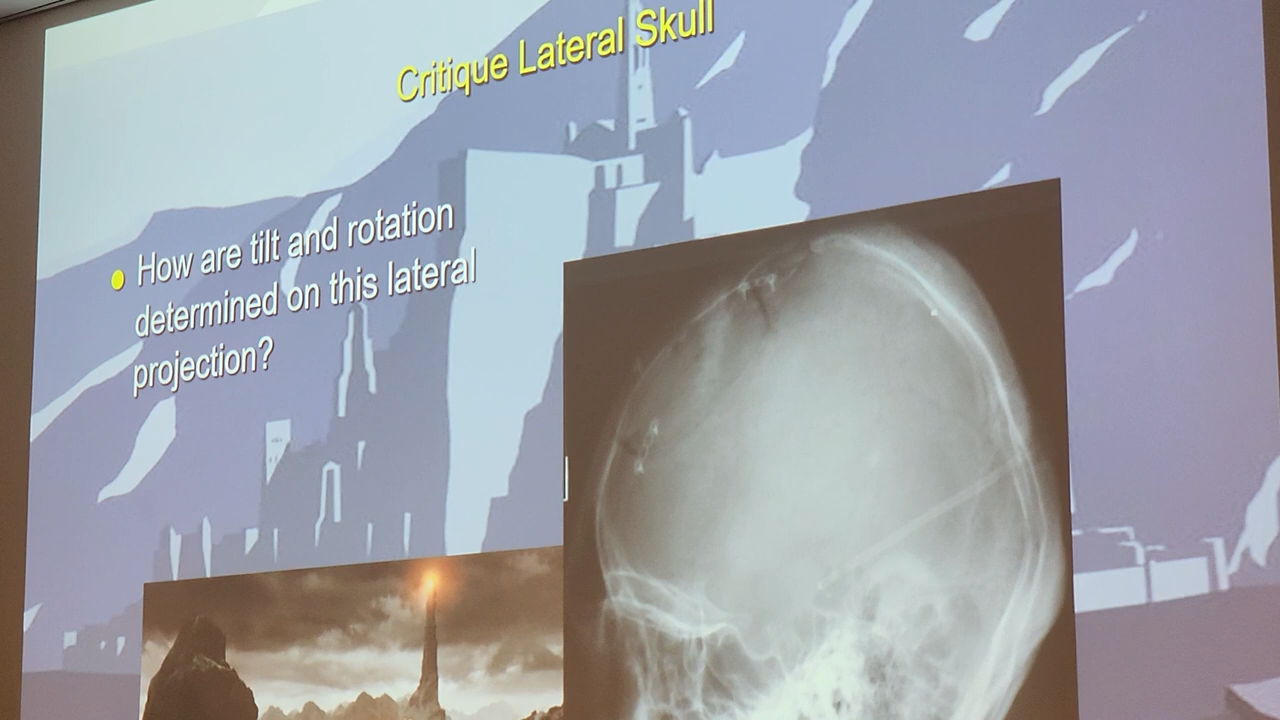 Critique Lateral Skull
How are tilt and rotation
determined on this lateral
projection?